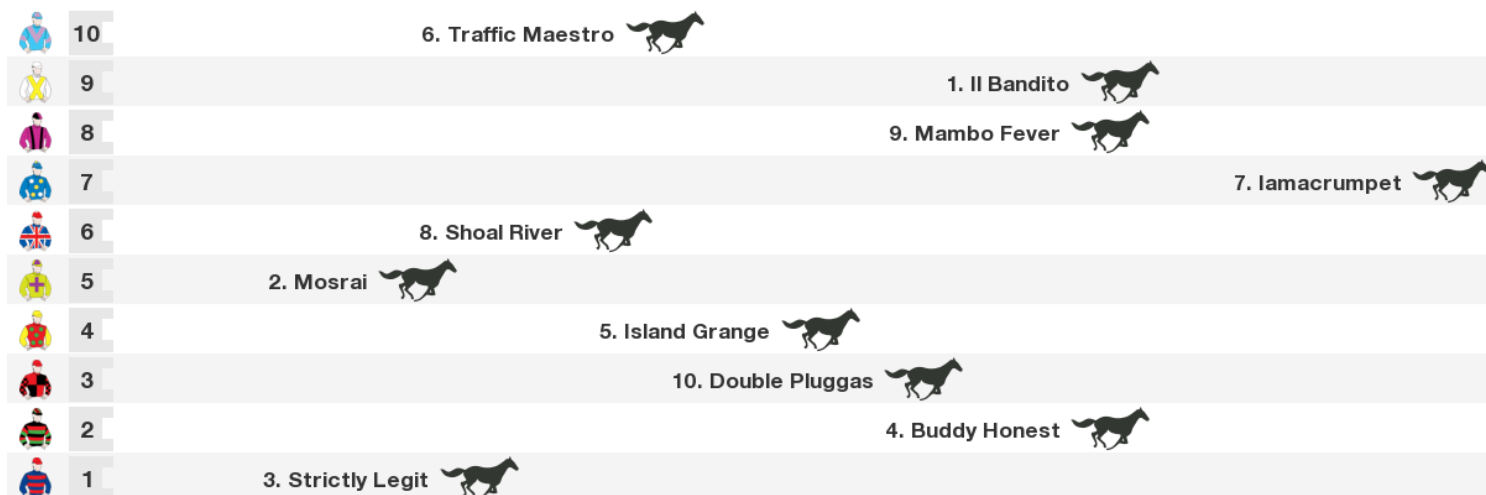 10 6. Traffic Maestro
9 1. Il Bandito
8 9. Mambo Fever
7 7. Iamacrumpet
6 8. Shoal River
5 2. Mosrai
4 5. Island Grange
3 10. Double Pluggas
2 4. Buddy Honest
1 3. Strictly Legit